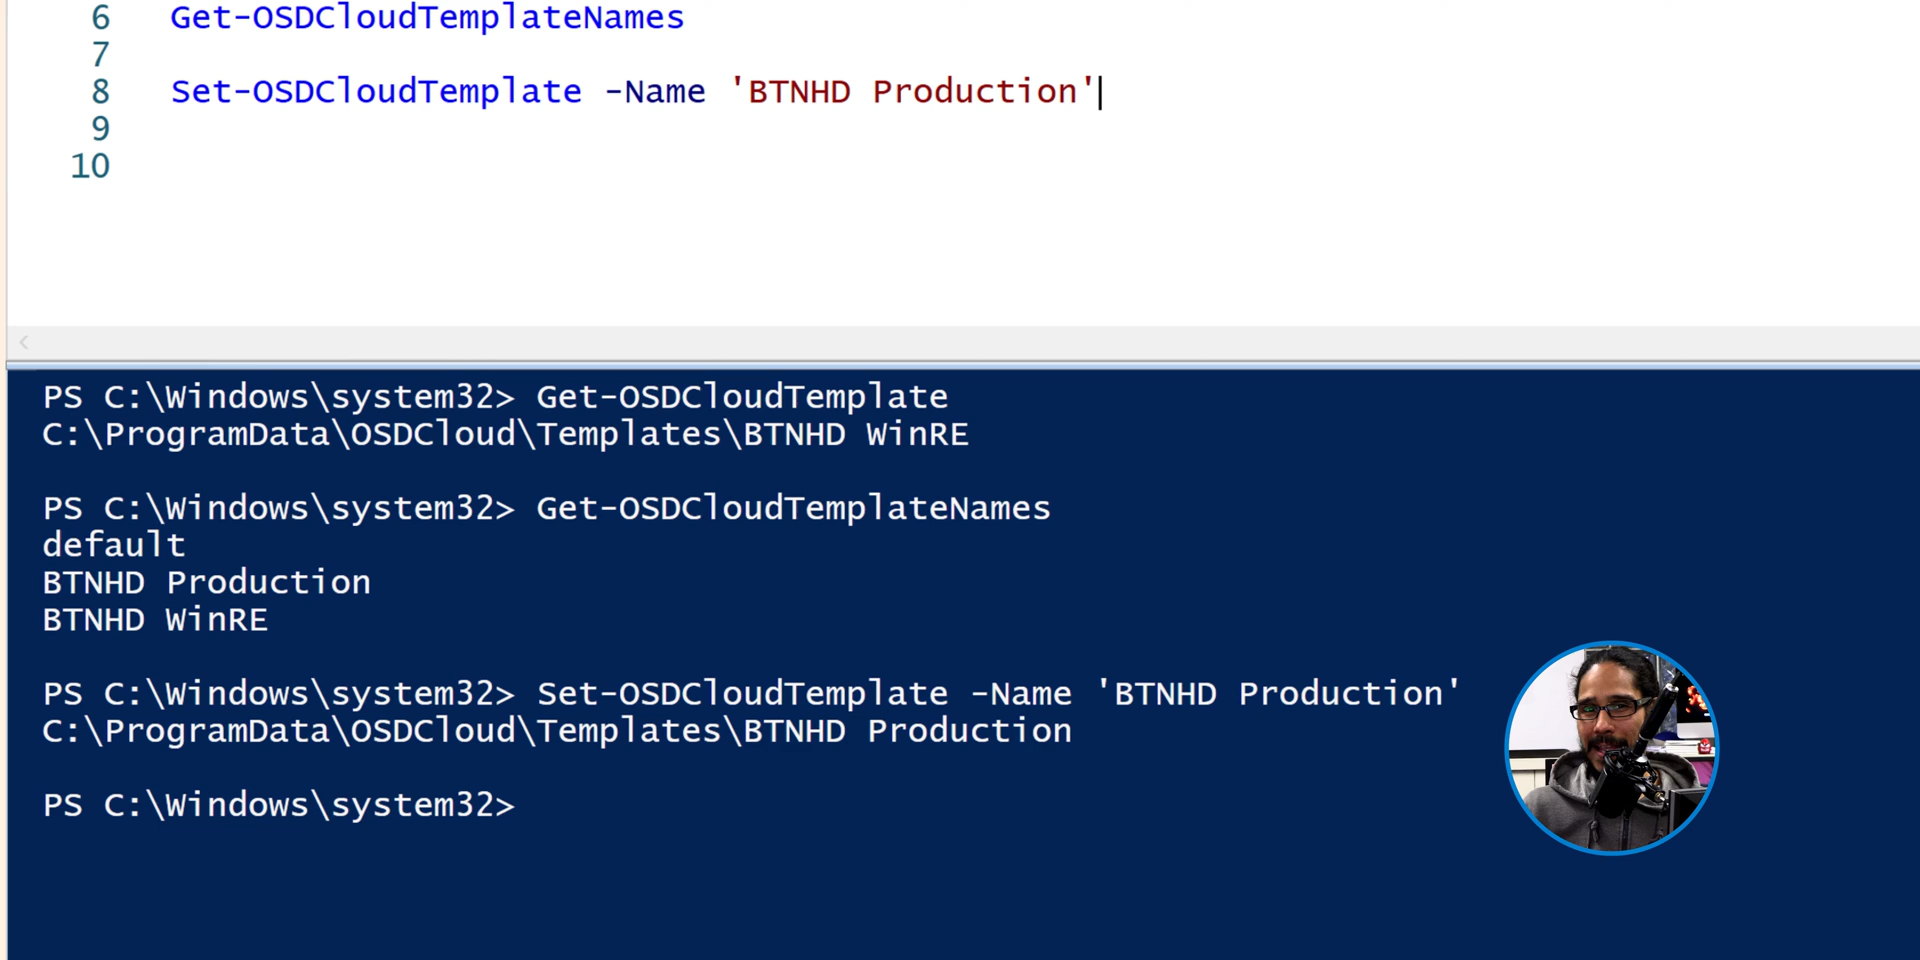 6 Get-OSDCloudTemplateNames
7
8 Set-OSDCloudTemplate -Name 'BTNHD Production'
9
10
PS C:\Windows\system32> Get-OSDCloudTemplate
C:\ProgramData\OSDCloud\Templates\BTNHD WinRE
PS C:\Windows\system32> Get-OSDCloudTemplateNames
default
BTNHD Production
BTNHD WinRE
PS C:\Windows\system32> Set-OSDCloudTemplate -Name 'BTNHD Production'
C:\ProgramData\OSDCloud\Templates\BTNHD Production
PS C:\Windows\system32>